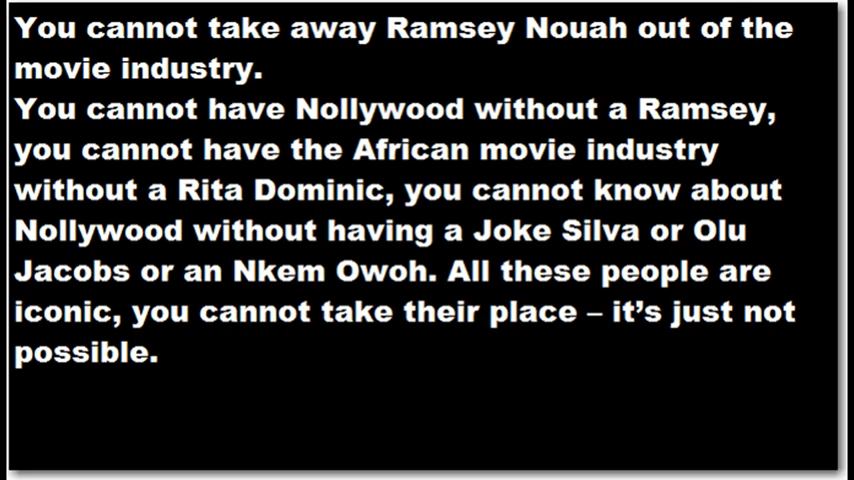 You cannot take away Ramsey Nouah out of the
movie industry.
You cannot have Nollywood without a Ramsey,
you cannot have the African movie industry
without a Rita Dominic, you cannot know about
Nollywood without having a Joke Silva or Olu
Jacobs or an Nkem Owoh. All these people are
iconic, you cannot take their place – it’s just not
possible.